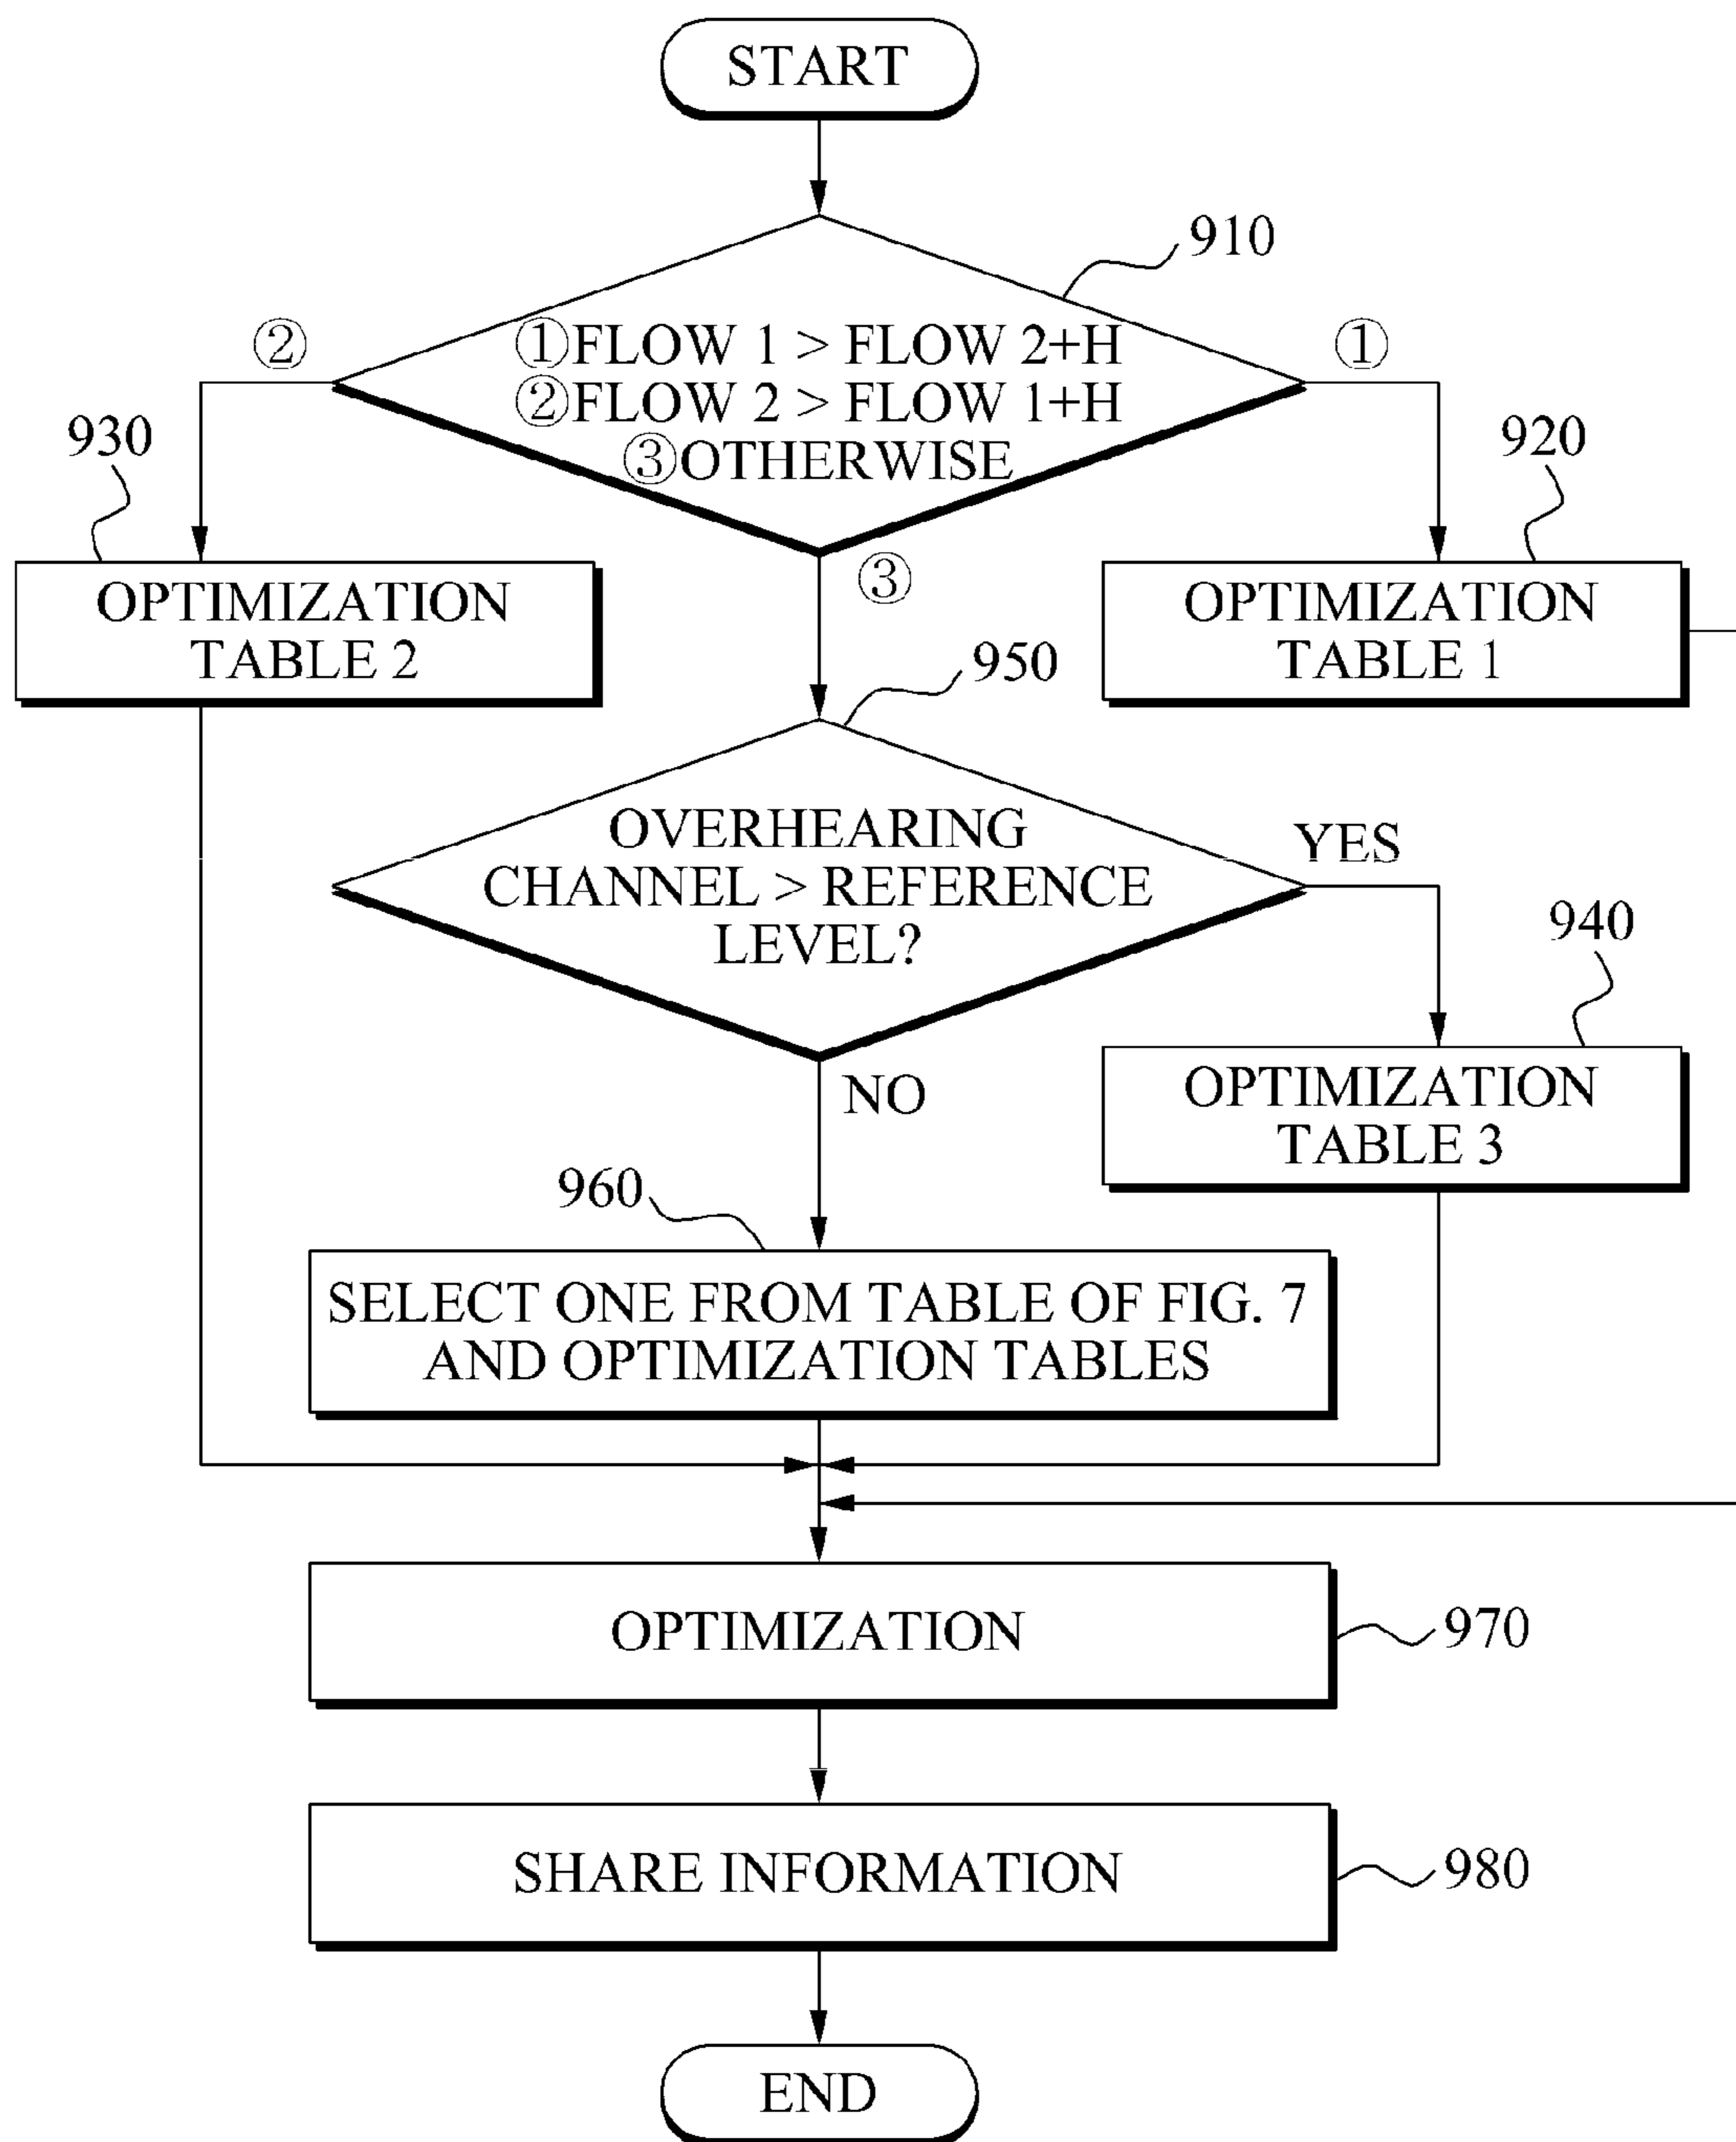 START
910
② ①
①FLOW 1 > FLOW 2+H
②FLOW 2 > FLOW 1+H
③OTHERWISE
930
920
③
OPTIMIZATION
TABLE 2
OPTIMIZATION
TABLE 1
950
OVERHEARING
CHANNEL > REFERENCE
LEVEL?
YES
940
NO
OPTIMIZATION
TABLE 3
960
SELECT ONE FROM TABLE OF FIG. 7
AND OPTIMIZATION TABLES
OPTIMIZATION
970
SHARE INFORMATION
980
END